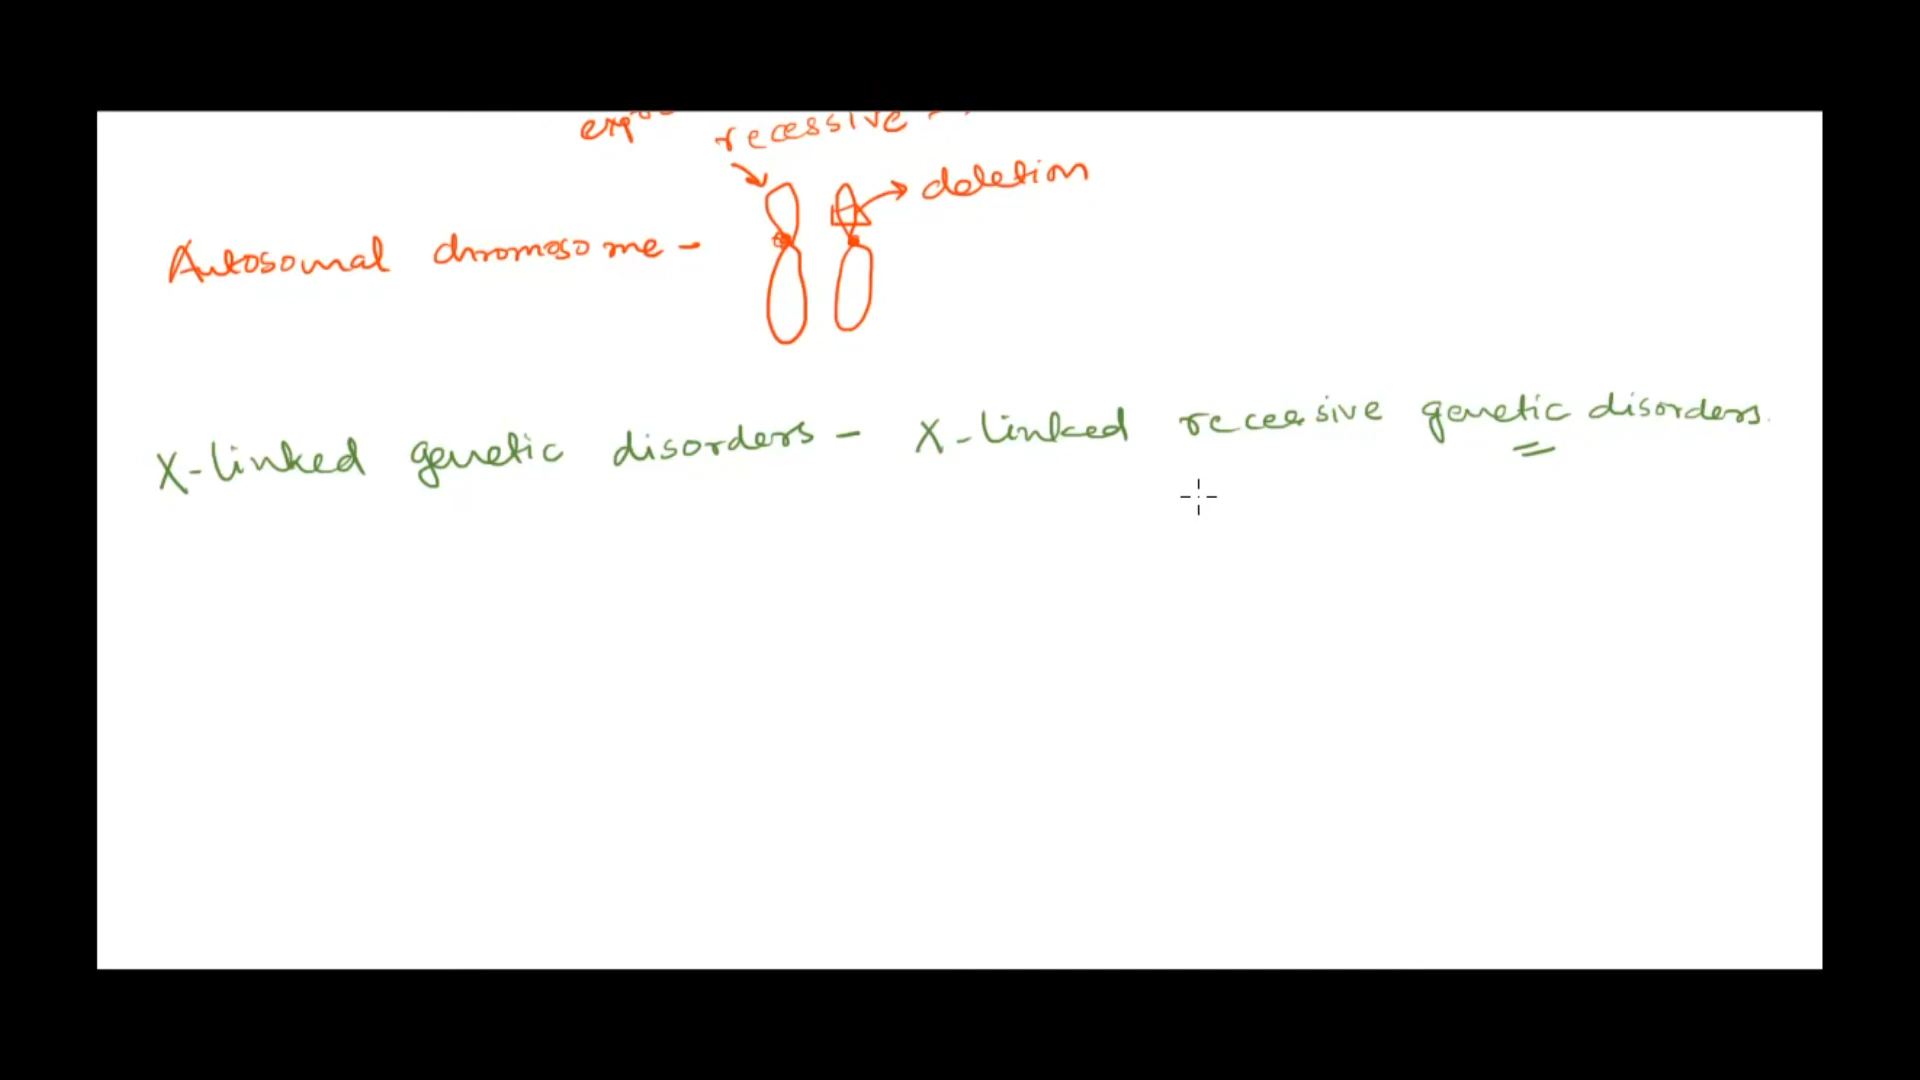 recessive -
deletion
Autosomal chromosome -
X-linked genetic disorders - X-linked recessive genetic disorders.